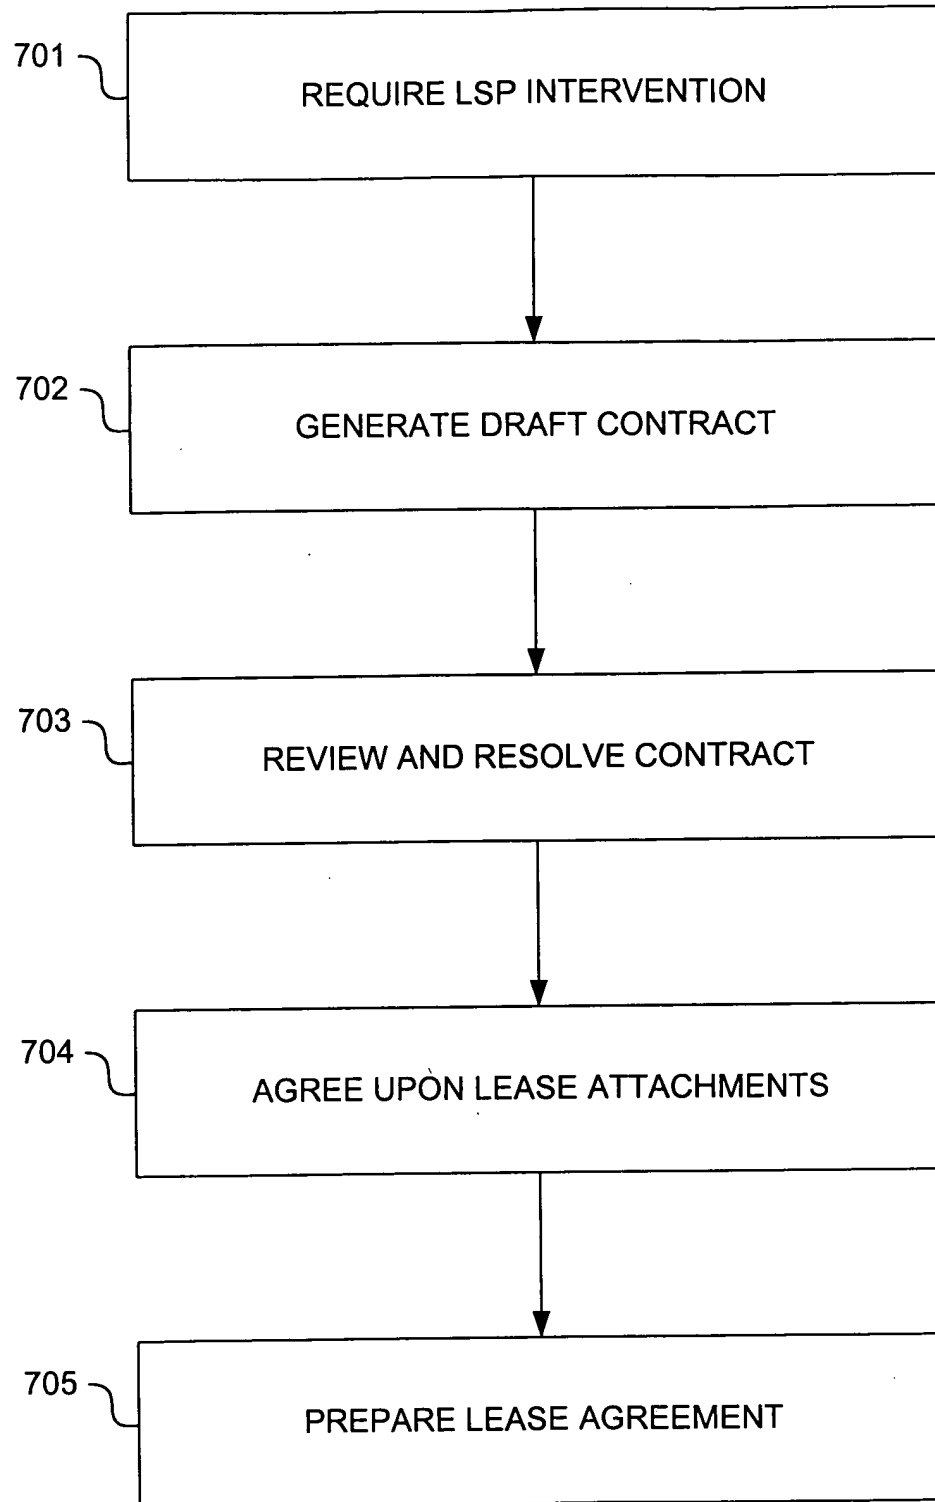 701
REQUIRE LSP INTERVENTION
702
GENERATE DRAFT CONTRACT
703
REVIEW AND RESOLVE CONTRACT
704
AGREE UPON LEASE ATTACHMENTS
705
PREPARE LEASE AGREEMENT